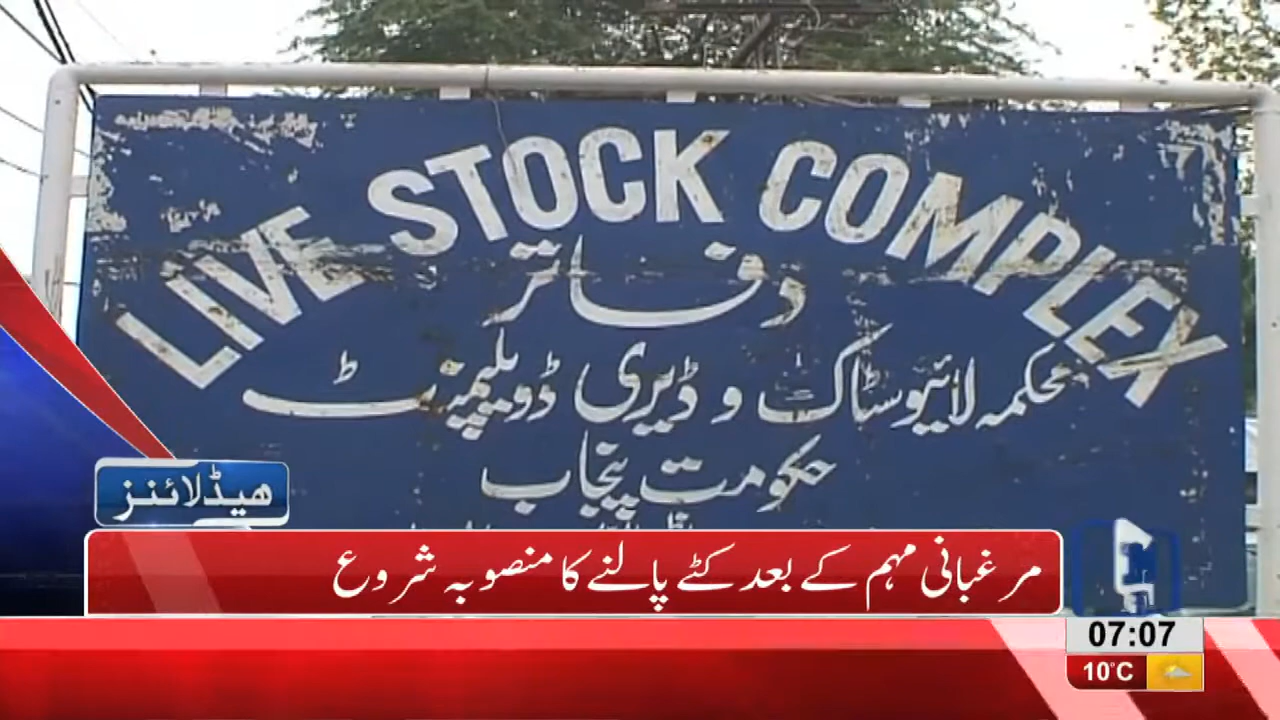 LIVE STOCK COMPLEX
دفاتر
محکمہ لائیوسٹاک و ڈیری ڈویلپمنٹ
حکومت پنجاب
ھیڈلائنز
مرغبانی مہم کے بعد کٹے پالنے کا منصوبہ شروع
07:07
10°C